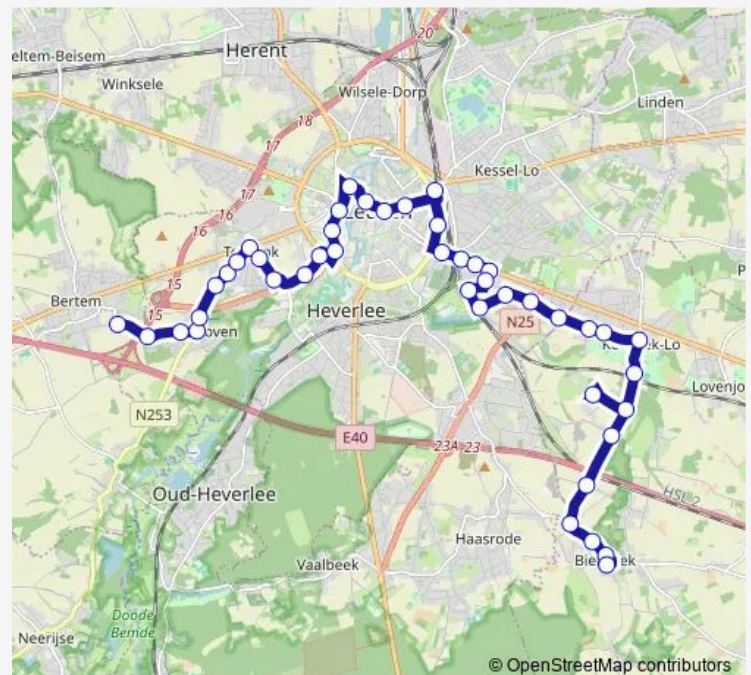 20
Herent
eltem-Beisem
Winksele
Wilsele-Dorp
Linden
18
17
Kessel-Lo
17
16
16
15
Bertem
15
Heverlee
N25
Lovenjo
N253
E40
23A 23
HSL 2
Oud-Heverlee
Haasrode
Vaalbeek
Doode
Bemde
Neerijse
© OpenStreetMap contributors